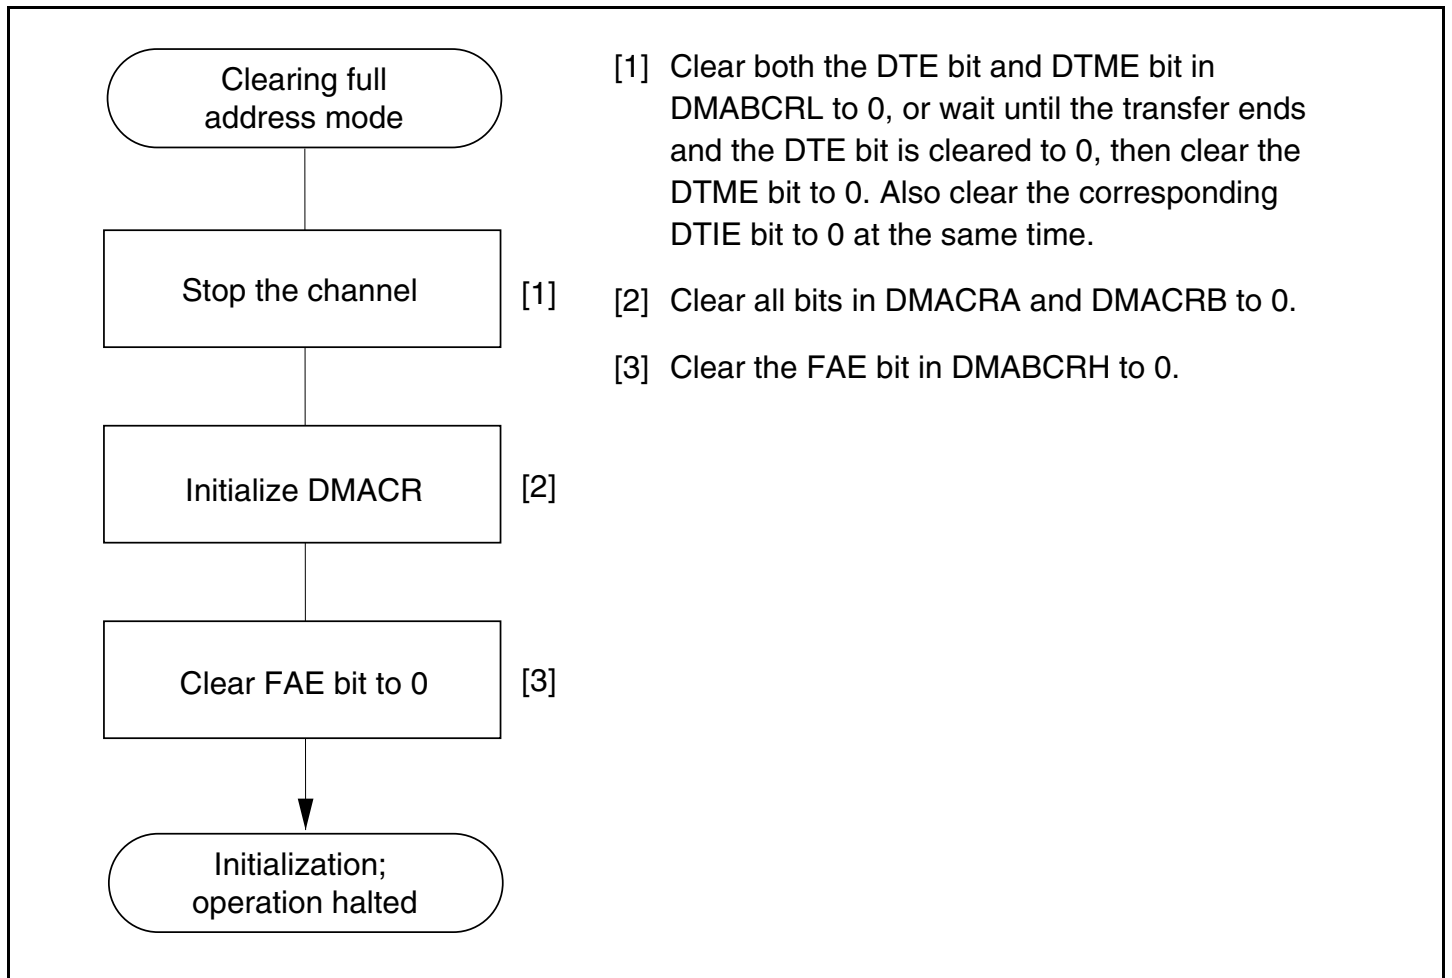 Clearing full
address mode
Stop the channel
[1]
Initialize DMACR
[2]
Clear FAE bit to 0
[3]
Initialization;
operation halted
[1] Clear both the DTE bit and DTME bit in
DMABCRL to 0, or wait until the transfer ends
and the DTE bit is cleared to 0, then clear the
DTME bit to 0. Also clear the corresponding
DTIE bit to 0 at the same time.
[2] Clear all bits in DMACRA and DMACRB to 0.
[3] Clear the FAE bit in DMABCRH to 0.